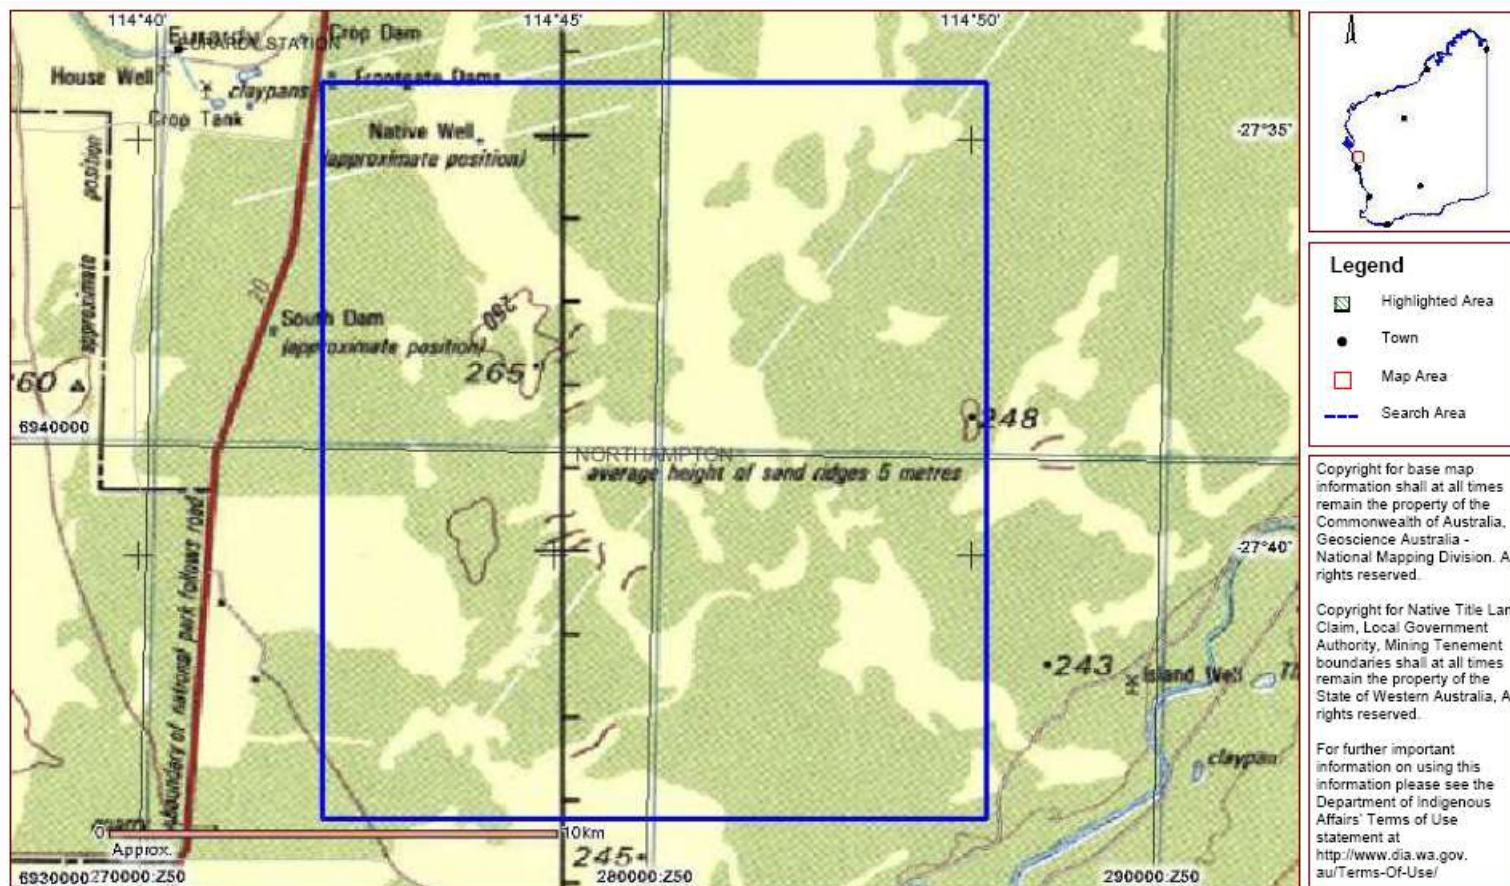 114°40'
114°45'
114°50'
Eurardy
EURARDY STATION
Crop Dam
House Well
claypans
Frontgate Dams
Crop Tank
Native Well
(approximate position)
-27°35'
approximate position
20
South Dam
(approximate position)
260
265
60
6940000
248
NORTHAMPTON
average height of sand ridges 5 metres
Boundary of national park follows road
-27°40'
243
Island Well
claypan
quarry
0
10km
Approx.
245
6930000
270000:Z50
280000:Z50
290000:Z50
Legend
Highlighted Area
Town
Map Area
Search Area
Copyright for base map
information shall at all times
remain the property of the
Commonwealth of Australia,
Geoscience Australia -
National Mapping Division. A
rights reserved.
Copyright for Native Title Lan
Claim, Local Government
Authority, Mining Tenement
boundaries shall at all times
remain the property of the
State of Western Australia, A
rights reserved.
For further important
information on using this
information please see the
Department of Indigenous
Affairs' Terms of Use
statement at
http://www.dia.wa.gov.
au/Terms-Of-Use/